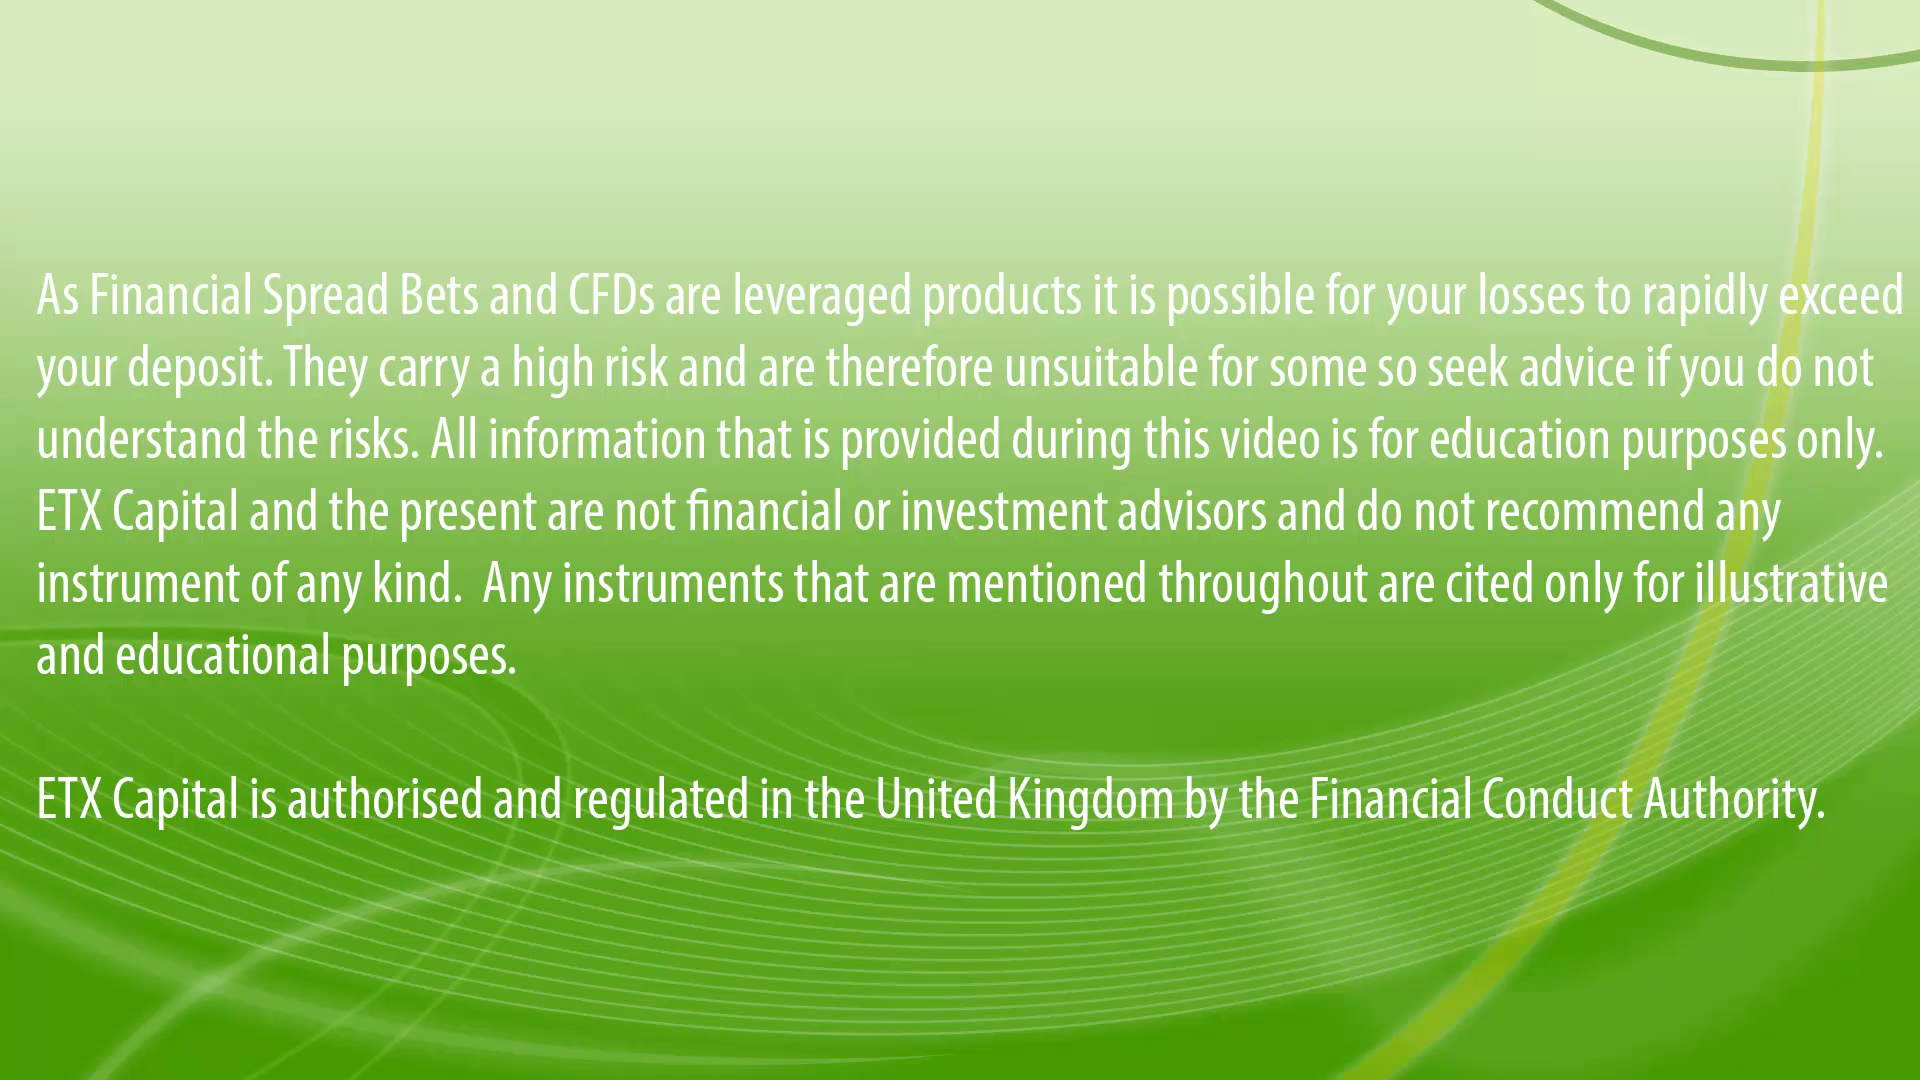 As Financial Spread Bets and CFDs are leveraged products it is possible for your losses to rapidly exceed
your deposit. They carry a high risk and are therefore unsuitable for some so seek advice if you do not
understand the risks. All information that is provided during this video is for education purposes only.
ETX Capital and the present are not financial or investment advisors and do not recommend any
instrument of any kind.  Any instruments that are mentioned throughout are cited only for illustrative
and educational purposes.
ETX Capital is authorised and regulated in the United Kingdom by the Financial Conduct Authority.